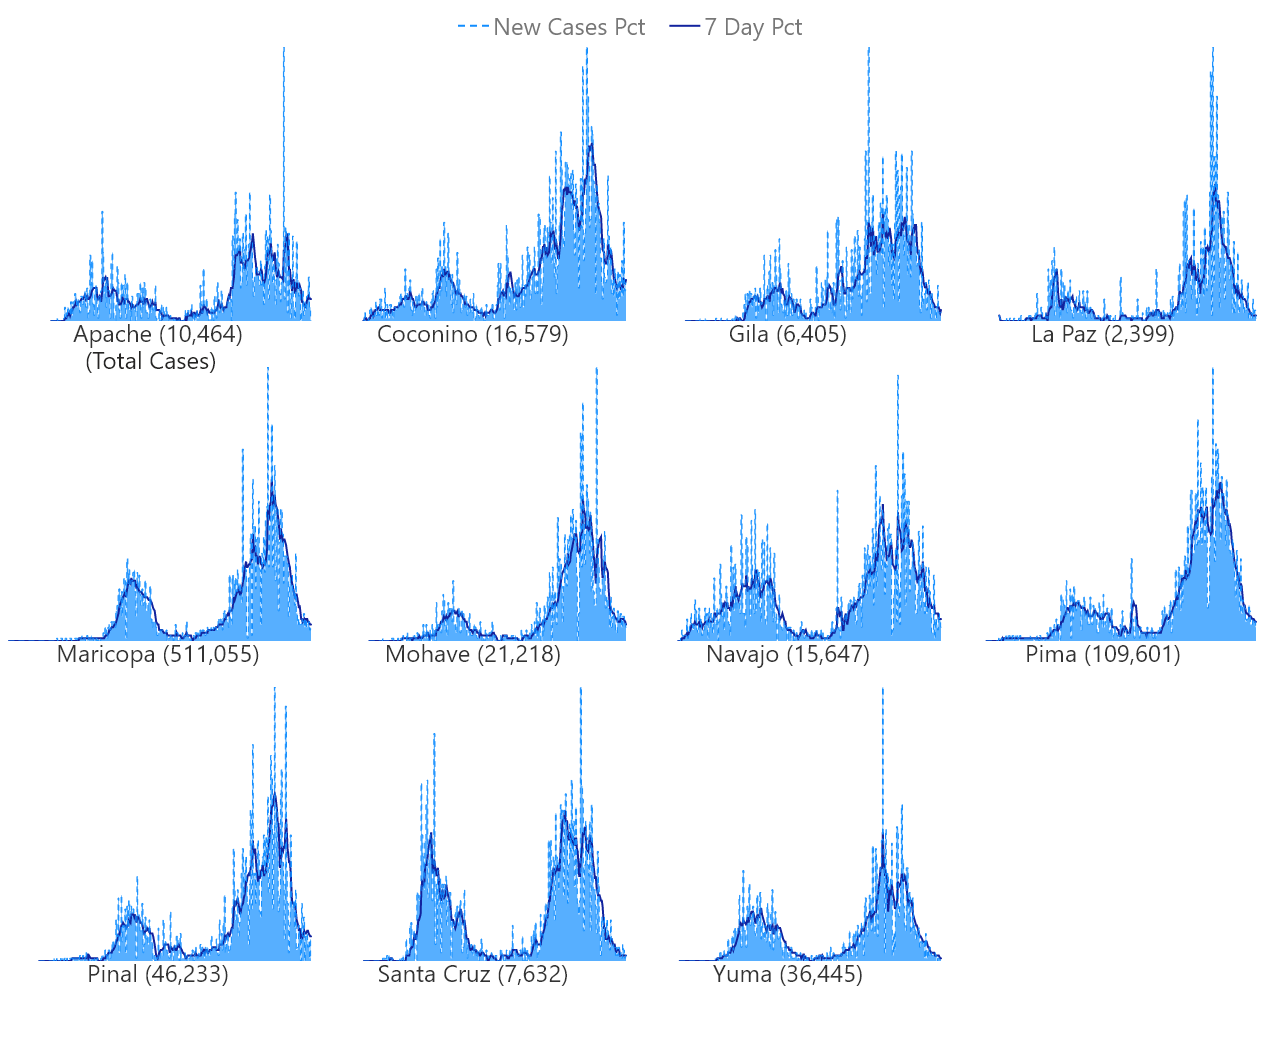 New Cases Pct 7 Day Pct
Apache (10,464) Coconino (16,579) Gila (6,405) La Paz (2,399)
(Total Cases)
Maricopa (511,055) Mohave (21,218) Navajo (15,647) Pima (109,601)
Pinal (46,233) Santa Cruz (7,632) Yuma (36,445)